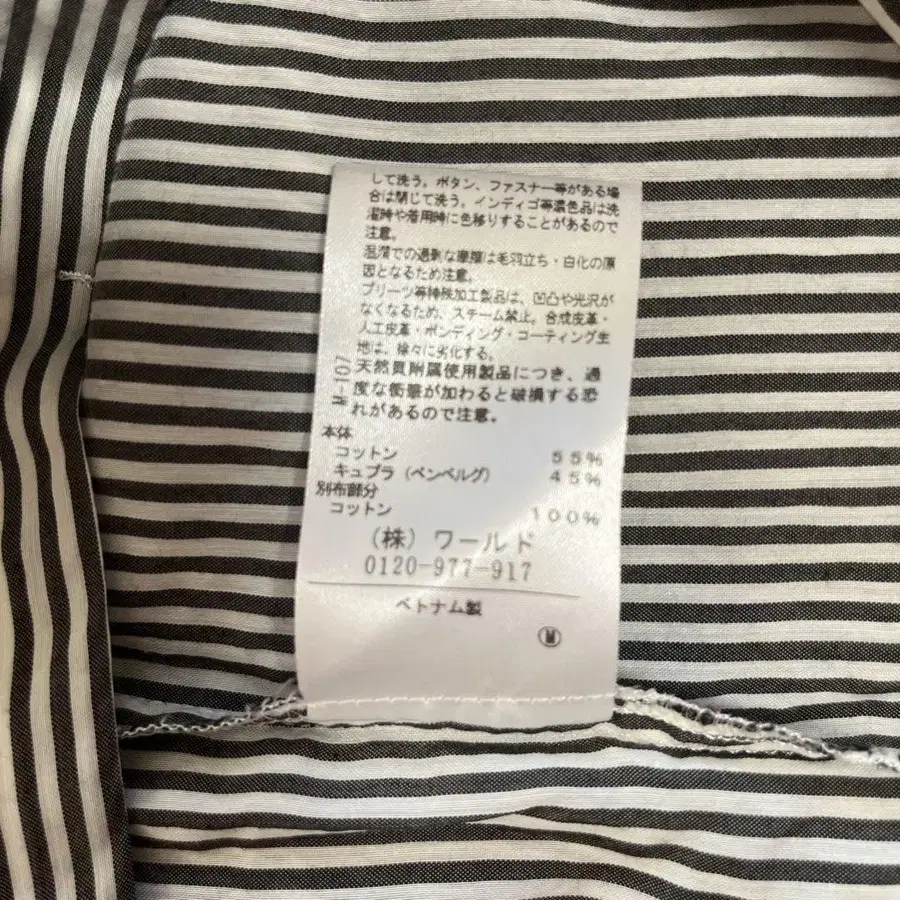 して洗う。ボタン、ファスナー等がある場
合は閉じて洗う。インディゴ等濃色品は洗
濯時や着用時に色移りすることがあるので
注意。
湿潤での過剰な摩擦は毛羽立ち・白化の原
因となるため注意。
プリーツ等特殊加工製品は、凹凸や光沢が
なくなるため、スチーム禁止。合成皮革・
人工皮革・ボンディング・コーティング生
地は、徐々に劣化する。
M-107
天然貝附属使用製品につき、過
度な衝撃が加わると破損する恐
れがあるので注意。
本体
コットン 55%
キュプラ(ベンベルグ) 45%
別布部分
コットン 100%
(株)ワールド
0120-977-917
ベトナム製
M